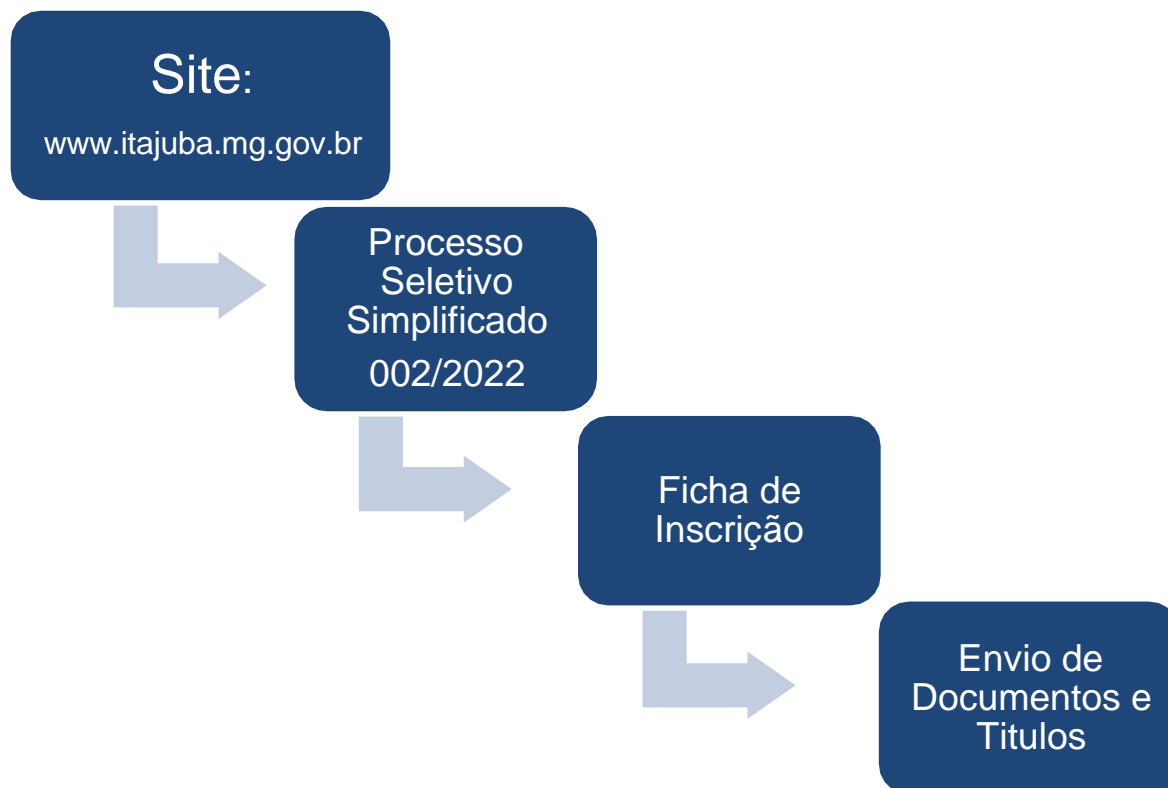 Site:
www.itajuba.mg.gov.br
Processo
Seletivo
Simplificado
002/2022
Ficha de
Inscrição
Envio de
Documentos e
Titulos